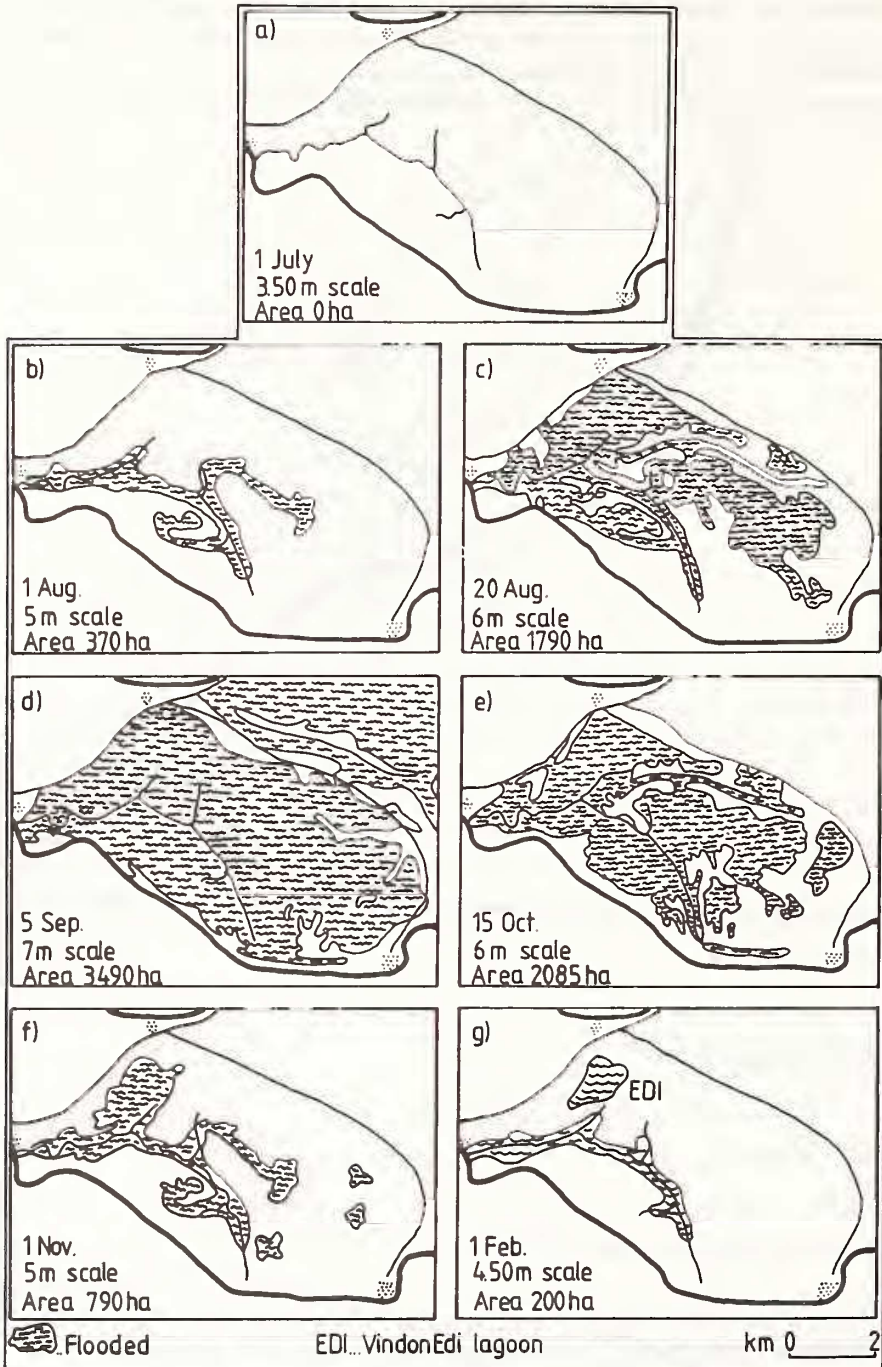 a)
1 July
3.50 m scale
Area 0 ha
b)
1 Aug.
5 m scale
Area 370 ha
c)
20 Aug.
6 m scale
Area 1790 ha
d)
5 Sep.
7 m scale
Area 3490 ha
e)
15 Oct.
6 m scale
Area 2085 ha
f)
1 Nov.
5 m scale
Area 790 ha
g)
EDI
1 Feb.
4.50 m scale
Area 200 ha
..Flooded EDI...Vindon Edi lagoon km 0 2